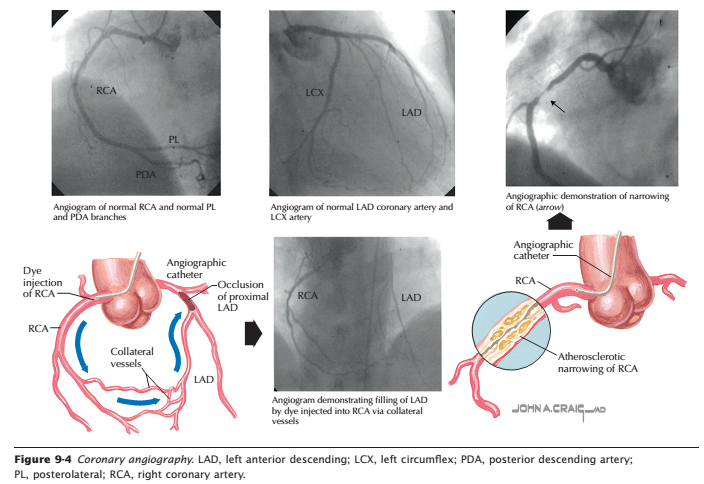 RCA
PL
PDA
Angiogram of normal RCA and normal PL
and PDA branches
LCX
LAD
Angiogram of normal LAD coronary artery and
LCX artery
Angiographic demonstration of narrowing
of RCA (arrow)
Dye
injection
of RCA
Angiographic
catheter
Occlusion
of proximal
LAD
RCA
Collateral
vessels
LAD
RCA
LAD
Angiogram demonstrating filling of LAD
by dye injected into RCA via collateral
vessels
Angiographic
catheter
RCA
Atherosclerotic
narrowing of RCA
JOHN A. CRAIG_MD
Figure 9-4 Coronary angiography. LAD, left anterior descending; LCX, left circumflex; PDA, posterior descending artery;
PL, posterolateral; RCA, right coronary artery.